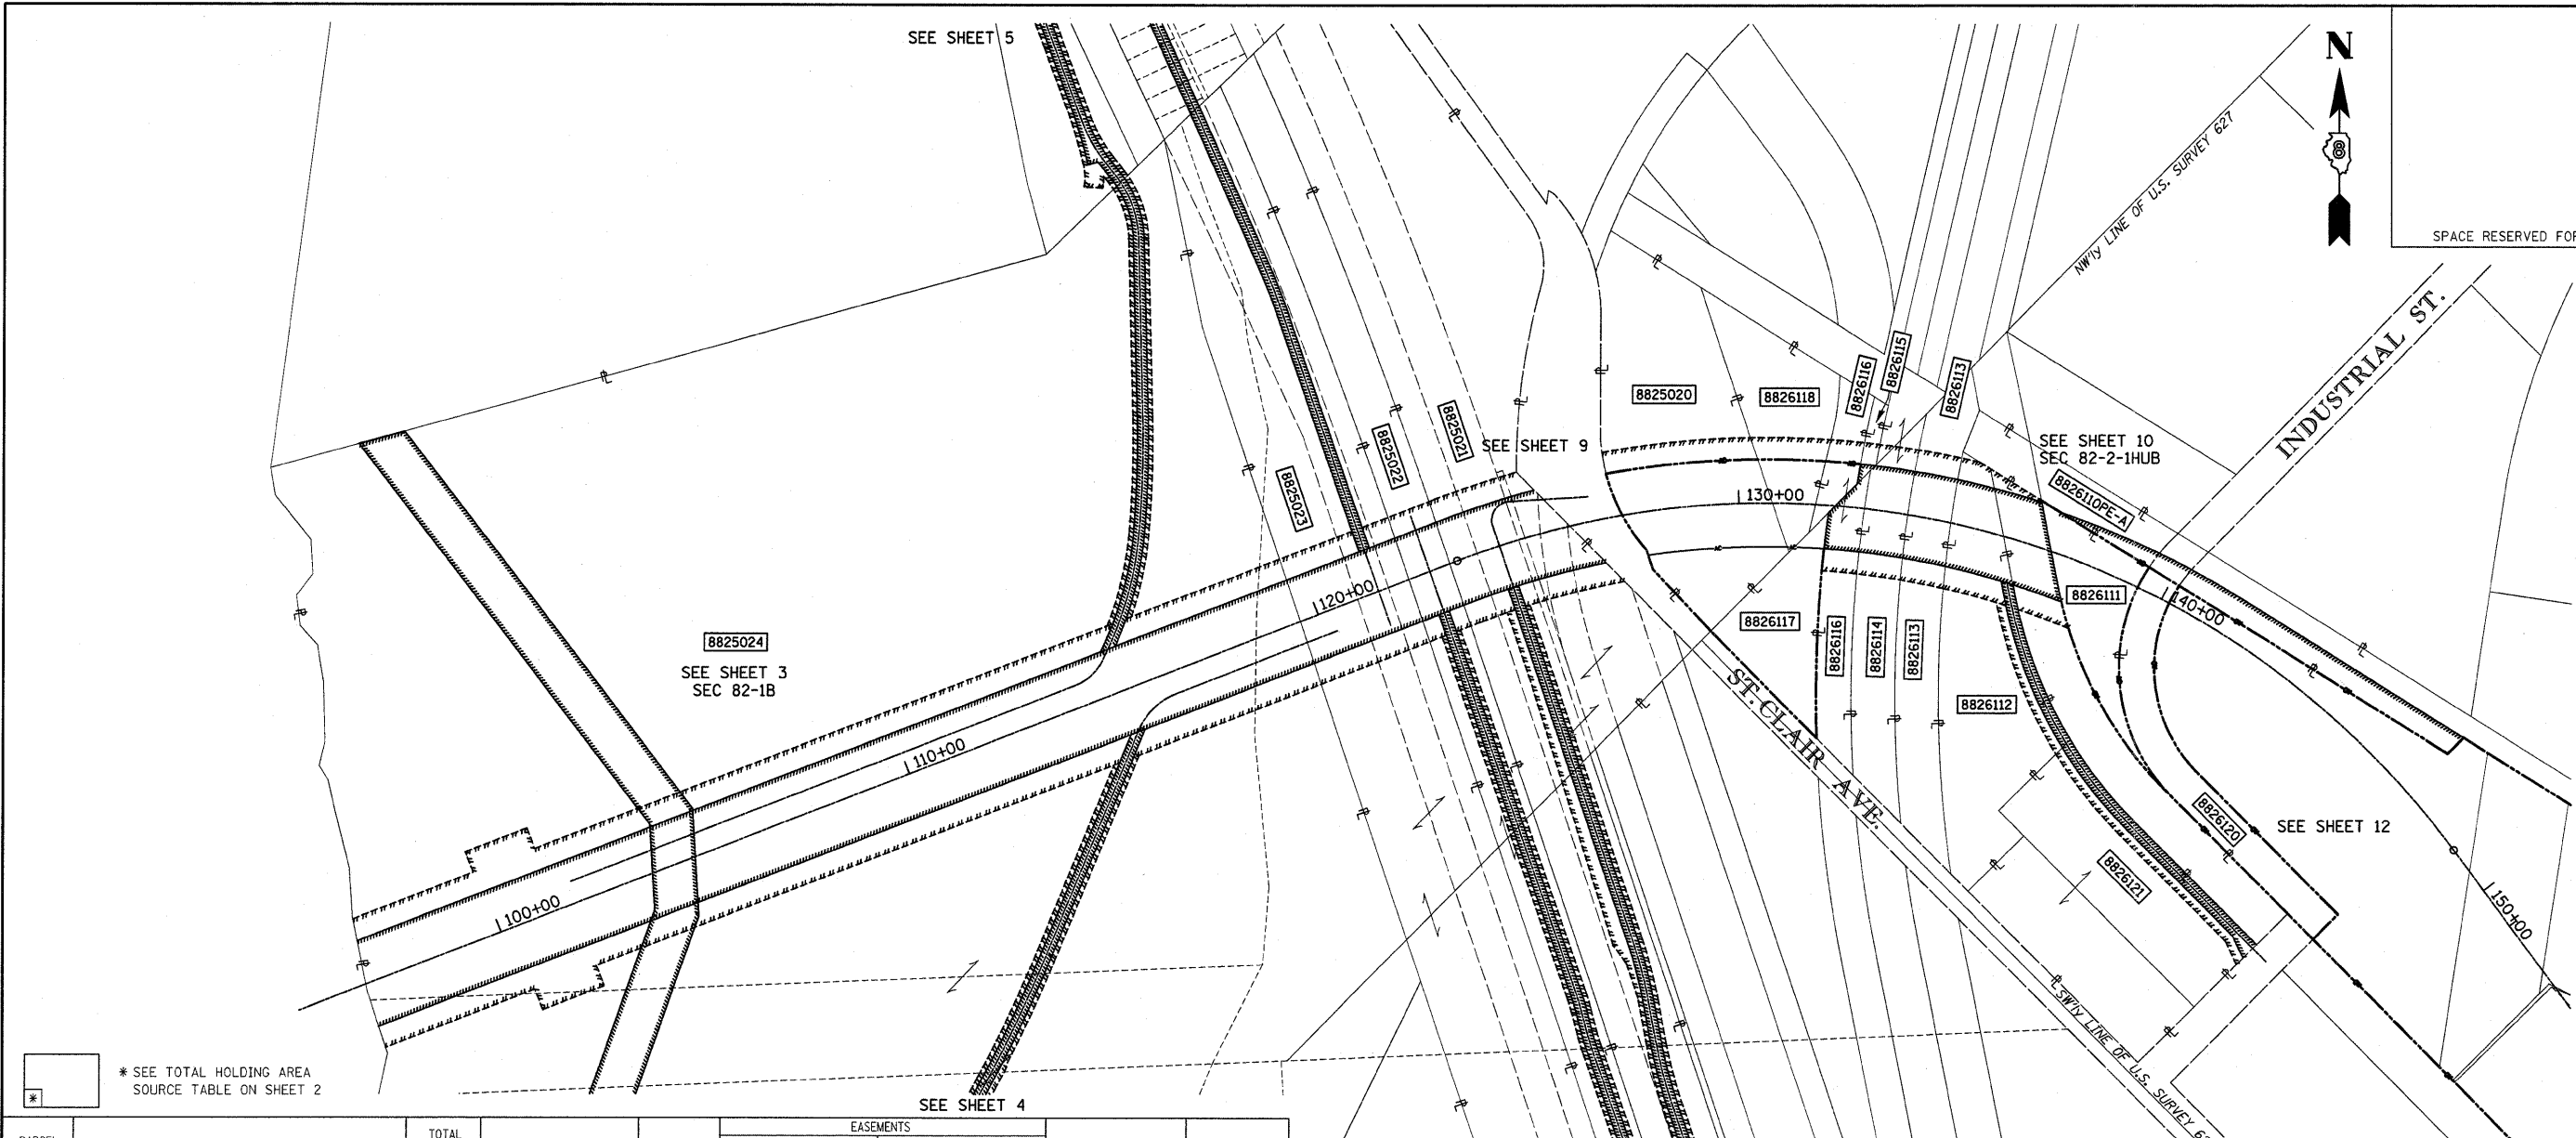 SEE SHEET 5
N
8
SPACE RESERVED FOR
NW'ly LINE OF U.S. SURVEY 627
INDUSTRIAL ST.
8825020
8826118
8826116
8826115
8826113
8825021
8825022
8825023
SEE SHEET 9
SEE SHEET 10
SEC 82-2-1HUB
8826110PE-A
130+00
120+00
140+00
8826111
8825024
SEE SHEET 3
SEC 82-1B
8826117
8826116
8826114
8826113
8826112
ST. CLAIR AVE.
110+00
8826120
SEE SHEET 12
8826121
100+00
150+00
SW'ly LINE OF U.S. SURVEY
* SEE TOTAL HOLDING AREA
SOURCE TABLE ON SHEET 2
*
SEE SHEET 4
EASEMENTS
TOTAL